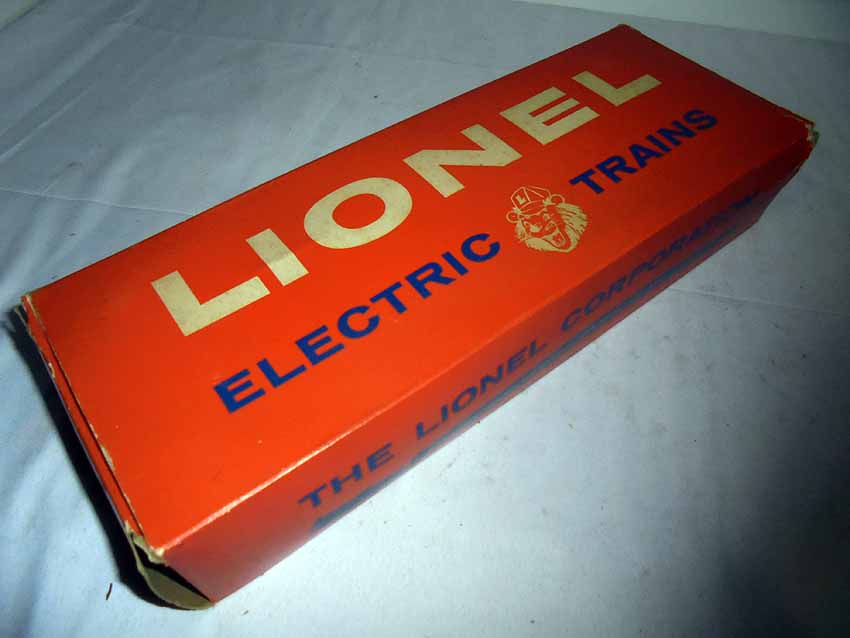 LIONEL
ELECTRIC TRAINS
L
THE LIONEL CORPORATION